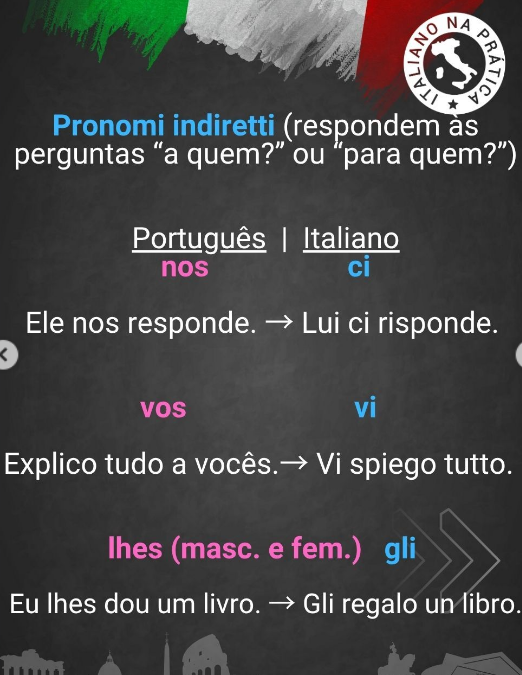 ITALIANO NA PRÁTICA
Pronomi indiretti (respondem às
perguntas “a quem?” ou “para quem?”)
Português | Italiano
nos ci
Ele nos responde. → Lui ci risponde.
vos vi
Explico tudo a vocês.→ Vi spiego tutto.
lhes (masc. e fem.) gli
Eu lhes dou um livro. → Gli regalo un libro.